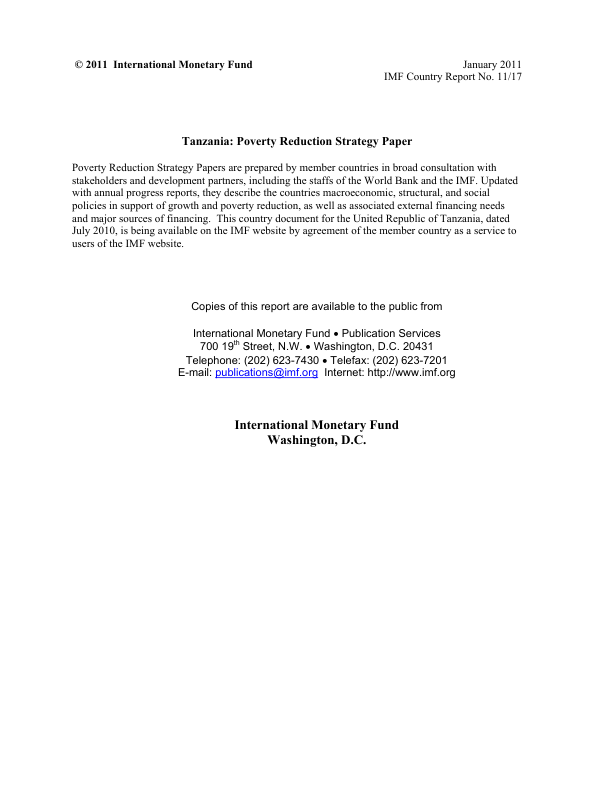 © 2011 International Monetary Fund January 2011
IMF Country Report No. 11/17
Tanzania: Poverty Reduction Strategy Paper
Poverty Reduction Strategy Papers are prepared by member countries in broad consultation with
stakeholders and development partners, including the staffs of the World Bank and the IMF. Updated
with annual progress reports, they describe the countries macroeconomic, structural, and social
policies in support of growth and poverty reduction, as well as associated external financing needs
and major sources of financing. This country document for the United Republic of Tanzania, dated
July 2010, is being available on the IMF website by agreement of the member country as a service to
users of the IMF website.
Copies of this report are available to the public from
International Monetary Fund • Publication Services
700 19th Street, N.W. • Washington, D.C. 20431
Telephone: (202) 623-7430 • Telefax: (202) 623-7201
E-mail: publications@imf.org Internet: http://www.imf.org
International Monetary Fund
Washington, D.C.